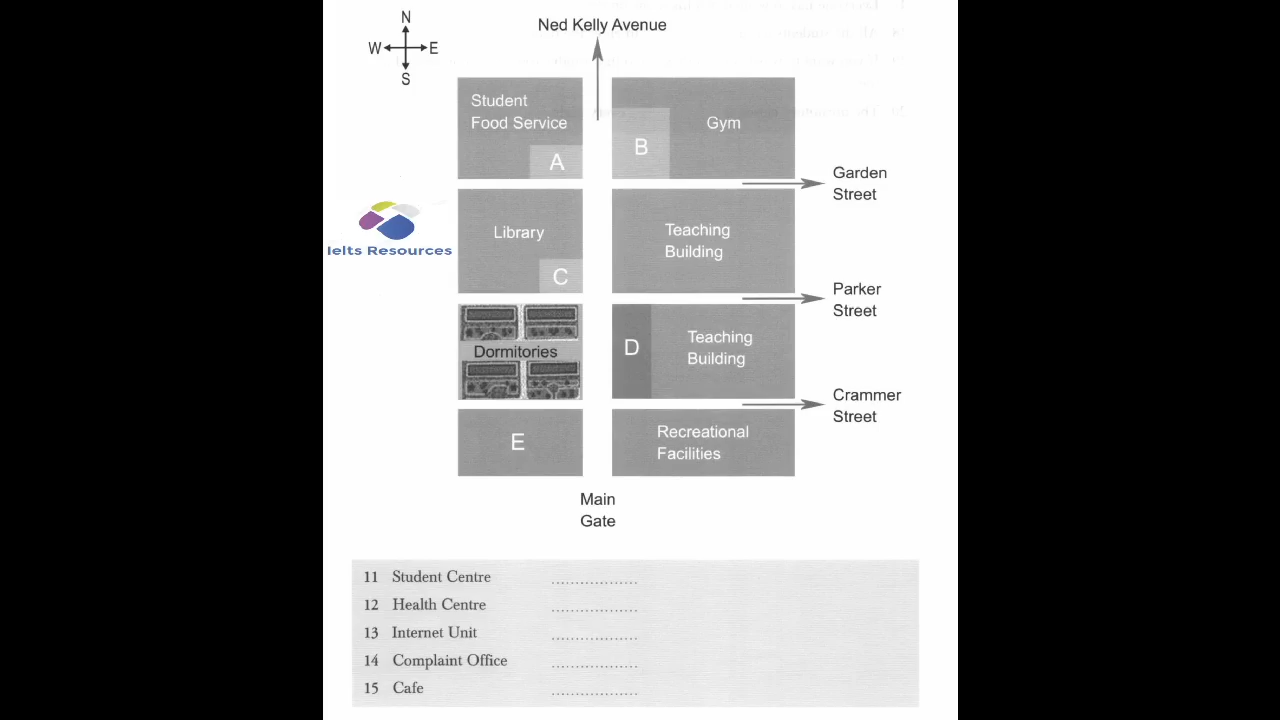 Ned Kelly Avenue
N
W
E
S
Student
Food Service
A
B
Gym
Garden
Street
Ielts Resources
Library
C
Teaching
Building
Parker
Street
Dormitories
D
Teaching
Building
Crammer
Street
E
Recreational
Facilities
Main
Gate
11 Student Centre ..................
12 Health Centre ..................
13 Internet Unit ..................
14 Complaint Office ..................
15 Cafe ..................